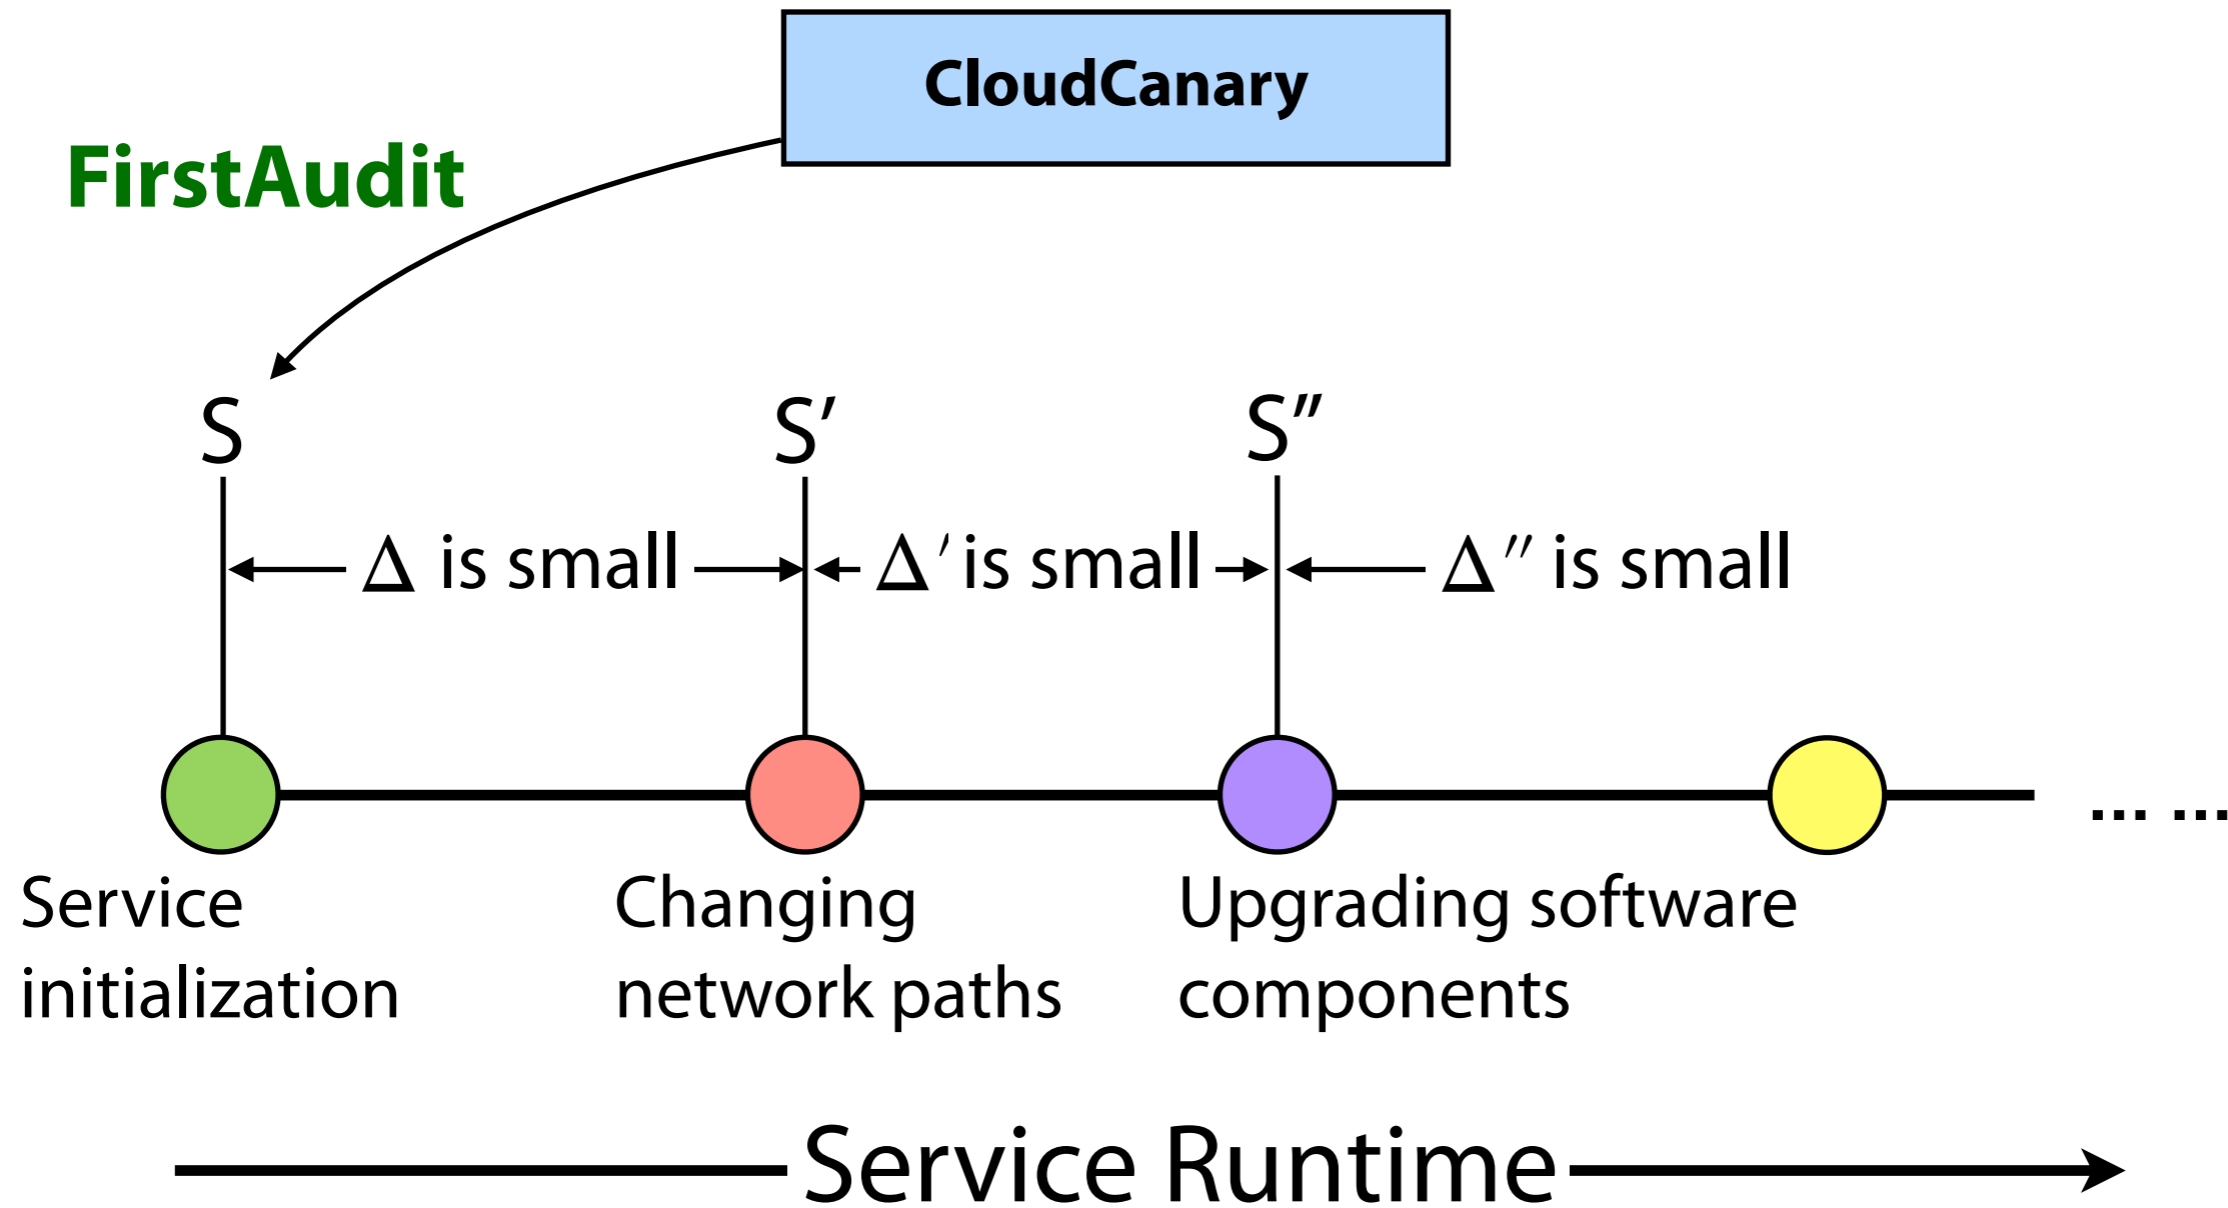 CloudCanary
FirstAudit
S
S′
S″
Δ is small
Δ′ is small
Δ″ is small
... ...
Service
initialization
Changing
network paths
Upgrading software
components
Service Runtime